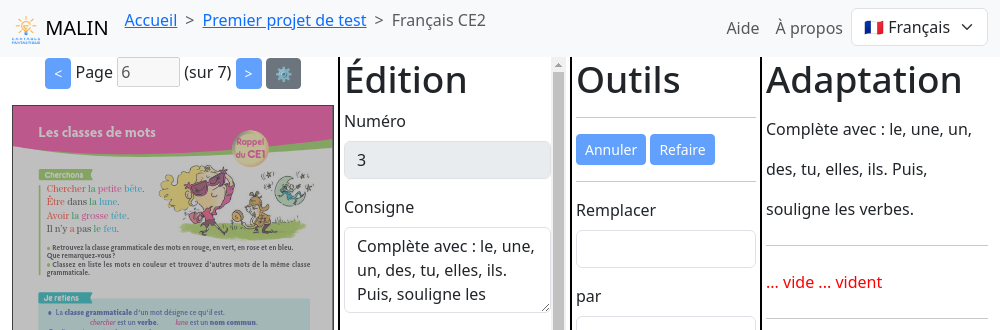 MALIN
Accueil > Premier projet de test > Français CE2
Aide À propos Français
< Page 6 (sur 7) >
Les classes de mots
Rappel
du CE1
Cherchons
Chercher la petite bête.
Être dans la lune.
Avoir la grosse tête.
Il n'y a pas le feu.
Retrouvez la classe grammaticale des mots en rouge, en vert, en rose et en bleu.
Que remarquez-vous ?
Classez en liste les mots en couleur et trouvez d'autres mots de la même classe
grammaticale.
Je retiens
La classe grammaticale d'un mot désigne ce qu'il est.
chercher est un verbe. lune est un nom commun.
Édition
Numéro
3
Consigne
Complète avec : le, une,
un, des, tu, elles, ils.
Puis, souligne les
Outils
Annuler Refaire
Remplacer
par
Adaptation
Complète avec : le, une, un,
des, tu, elles, ils. Puis,
souligne les verbes.
... vide ... vident